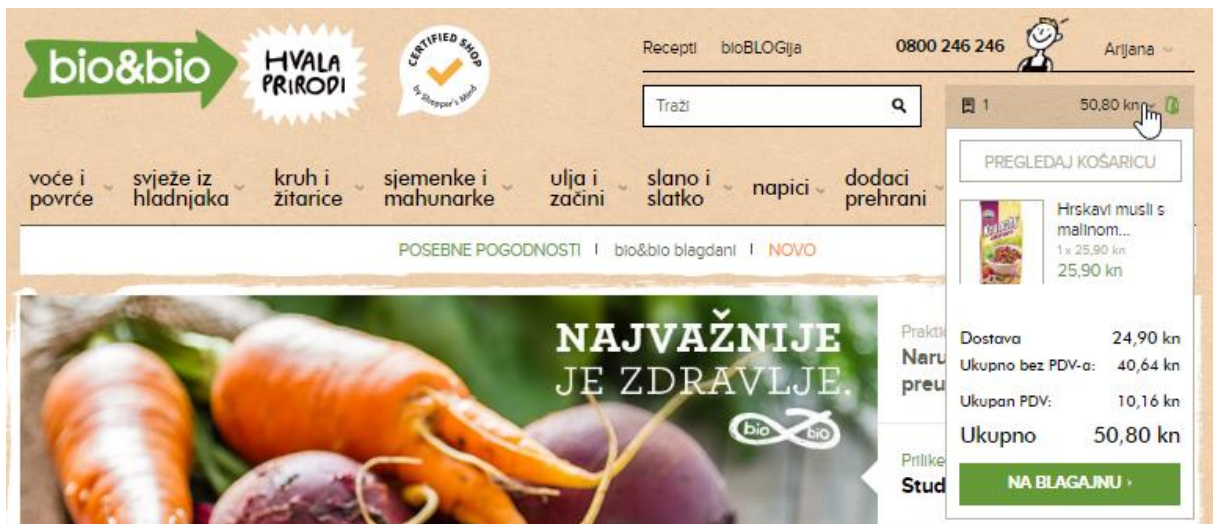 bio&bio
HVALA
PRIRODI
CERTIFIED SHOP
by Shopper's Mind
Recepti bioBLOGija 0800 246 246 Arijana
Traži
1 50,80 kn
PREGLEDAJ KOŠARICU
voće i povrće
svježe iz hladnjaka
kruh i žitarice
sjemenke i mahunarke
ulja i začini
slano i slatko
napici
dodaci prehrani
Hrskavi musli s
malinom...
1 x 25,90 kn
25,90 kn
POSEBNE POGODNOSTI | bio&bio blagdani | NOVO
NAJVAŽNIJE
JE ZDRAVLJE.
bio bio
Dostava 24,90 kn
Ukupno bez PDV-a: 40,64 kn
Ukupan PDV: 10,16 kn
Ukupno 50,80 kn
NA BLAGAJNU ›